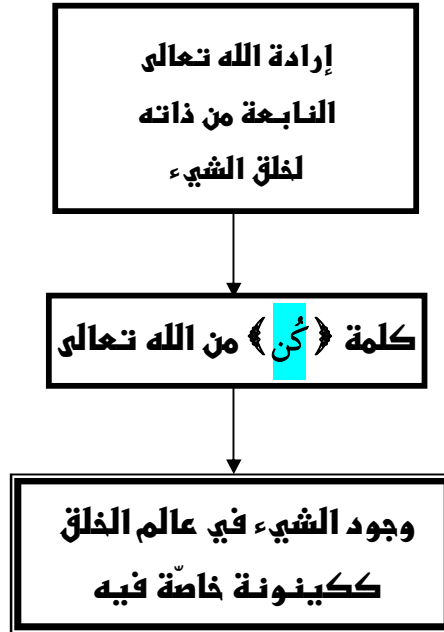 إرادة الله تعالى
النابعة من ذاته
لخلق الشيء
كلمة ﴿ كُن ﴾ من الله تعالى
وجود الشيء في عالم الخلق
ككينونة خاصّة فيه